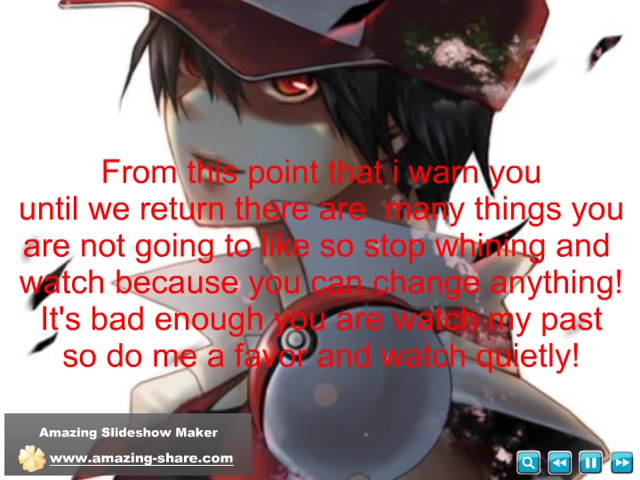 From this point that i warn you
until we return there are  many things you
are not going to like so stop whining and
watch because you can change anything!
It's bad enough you are watch my past
so do me a favor and watch quietly!
Amazing Slideshow Maker
www.amazing-share.com